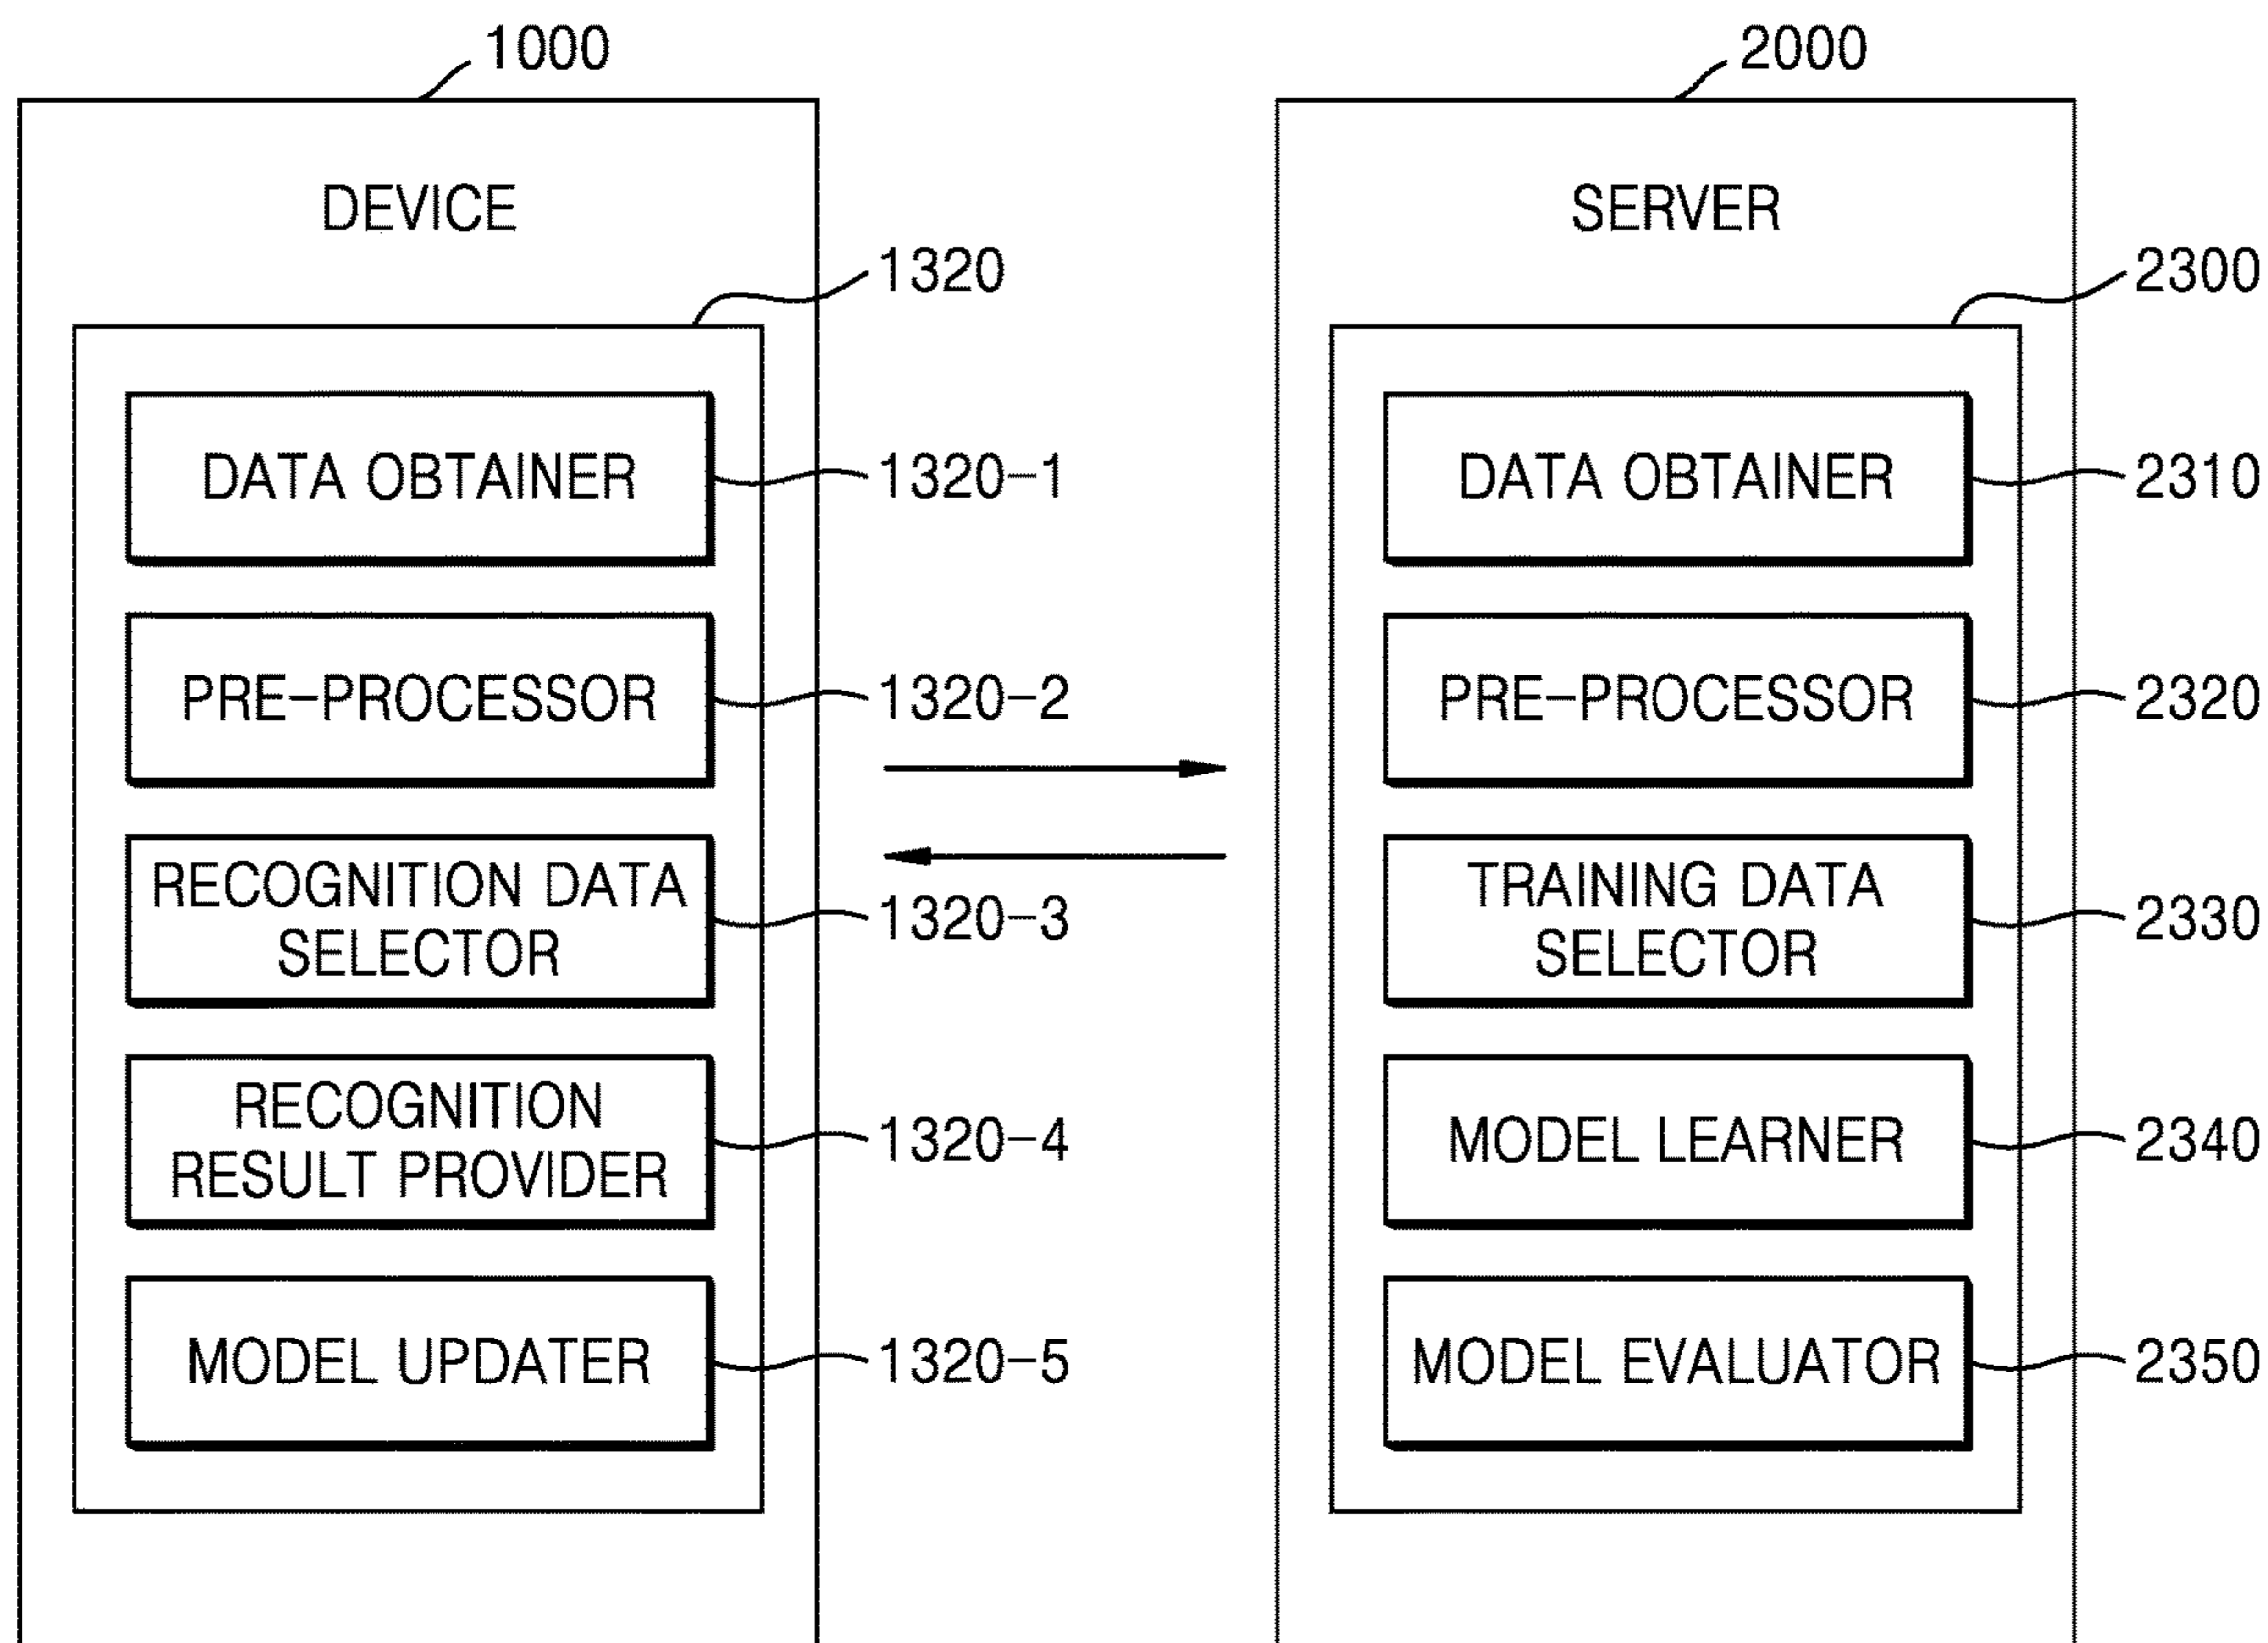 1000
DEVICE
1320
DATA OBTAINER
1320-1
PRE-PROCESSOR
1320-2
RECOGNITION DATA
SELECTOR
1320-3
RECOGNITION
RESULT PROVIDER
1320-4
MODEL UPDATER
1320-5
2000
SERVER
2300
DATA OBTAINER
2310
PRE-PROCESSOR
2320
TRAINING DATA
SELECTOR
2330
MODEL LEARNER
2340
MODEL EVALUATOR
2350